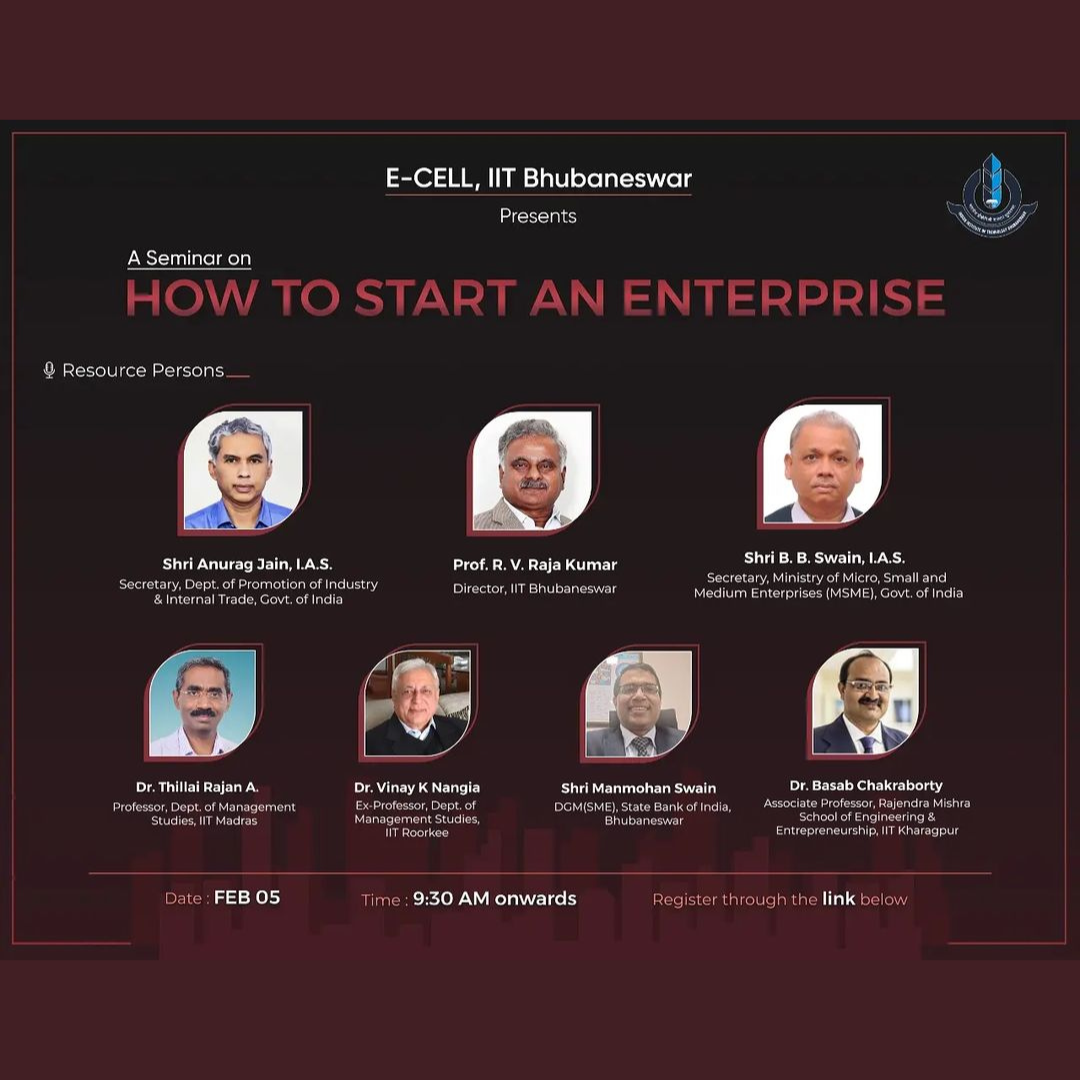 E-CELL, IIT Bhubaneswar
Presents
A Seminar on
HOW TO START AN ENTERPRISE
Resource Persons
Shri Anurag Jain, I.A.S.
Secretary, Dept. of Promotion of Industry
& Internal Trade, Govt. of India
Prof. R. V. Raja Kumar
Director, IIT Bhubaneswar
Shri B. B. Swain, I.A.S.
Secretary, Ministry of Micro, Small and
Medium Enterprises (MSME), Govt. of India
Dr. Thillai Rajan A.
Professor, Dept. of Management
Studies, IIT Madras
Dr. Vinay K Nangia
Ex-Professor, Dept. of
Management Studies,
IIT Roorkee
Shri Manmohan Swain
DGM(SME), State Bank of India,
Bhubaneswar
Dr. Basab Chakraborty
Associate Professor, Rajendra Mishra
School of Engineering &
Entrepreneurship, IIT Kharagpur
Date : FEB 05
Time : 9:30 AM onwards
Register through the link below